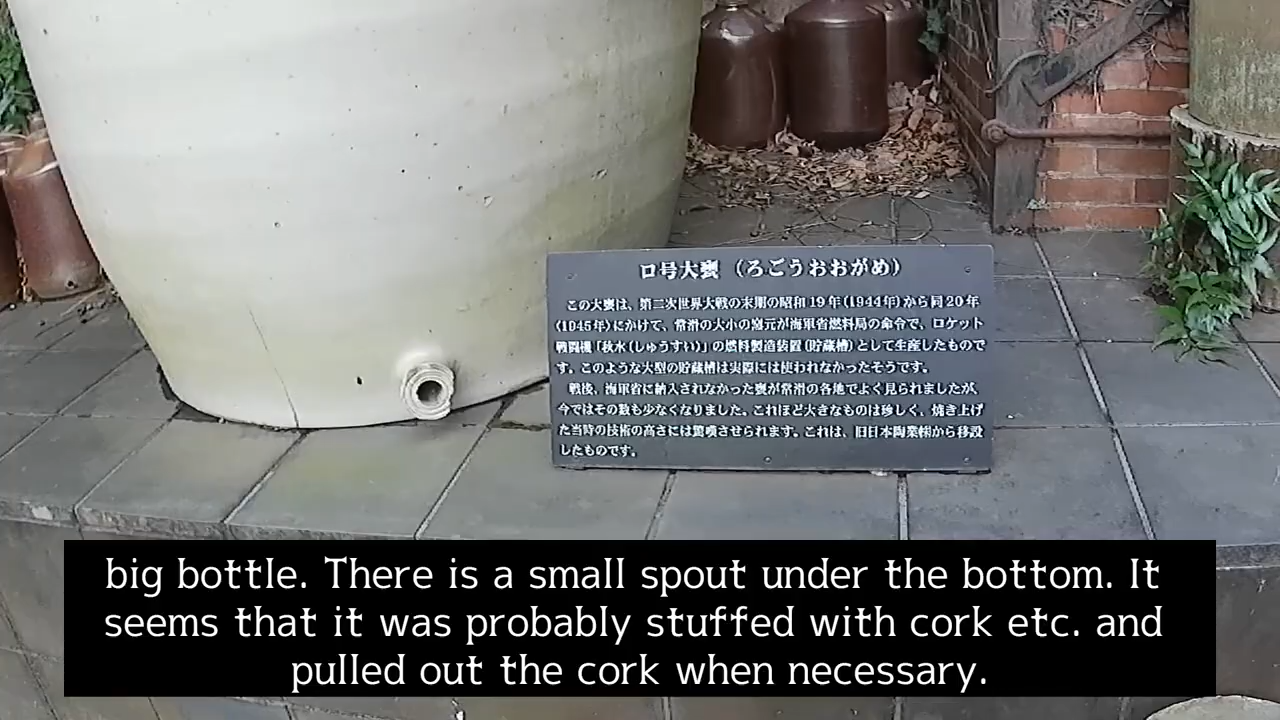 ロ号大甕（ろごうおおがめ）
この大甕は、第二次世界大戦の末期の昭和19年(1944年)から同20年
(1945年)にかけて、常滑の大小の窯元が海軍省燃料局の命令で、ロケット
戦闘機「秋水(しゅうすい)」の燃料製造装置(貯蔵槽)として生産したもので
す。このような大型の貯蔵槽は実際には使われなかったそうです。
戦後、海軍省に納入されなかった甕が常滑の各地でよく見られましたが、
今ではその数も少なくなりました。これほど大きなものは珍しく、焼き上げ
た当時の技術の高さには驚嘆させられます。これは、旧日本陶業㈱から移設
したものです。
big bottle. There is a small spout under the bottom. It
seems that it was probably stuffed with cork etc. and
pulled out the cork when necessary.